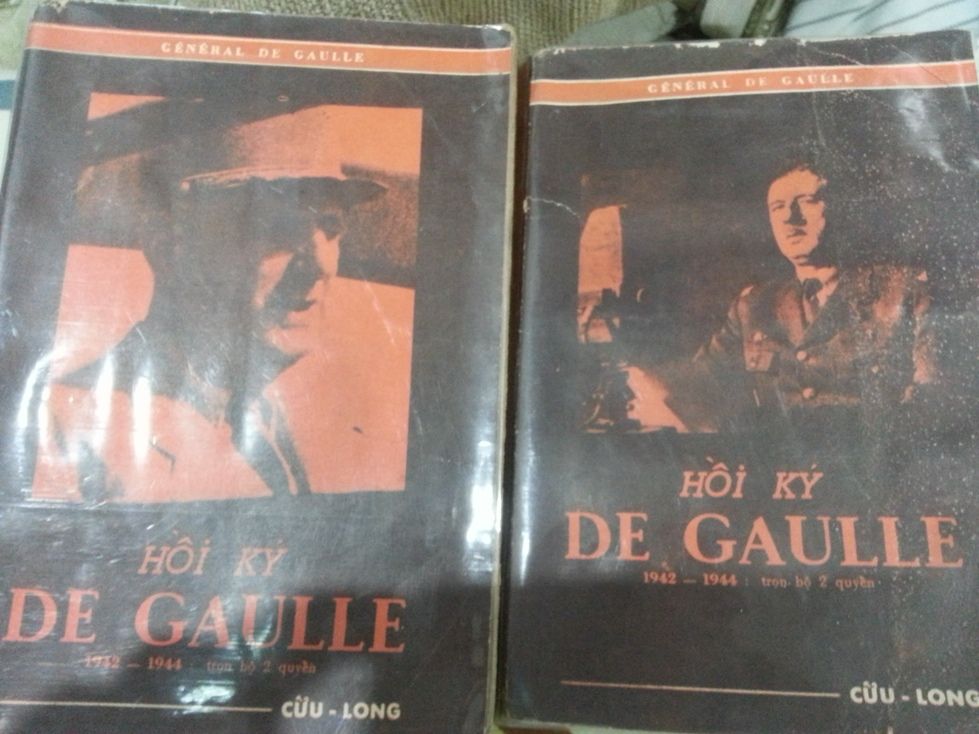 GÉNÉRAL DE GAULLE
HỒI KÝ
DE GAULLE
1942 — 1944 : trọn bộ 2 quyển
CỬU - LONG
GÉNÉRAL DE GAULLE
HỒI KÝ
DE GAULLE
1942 — 1944 : trọn bộ 2 quyển
CỬU - LONG